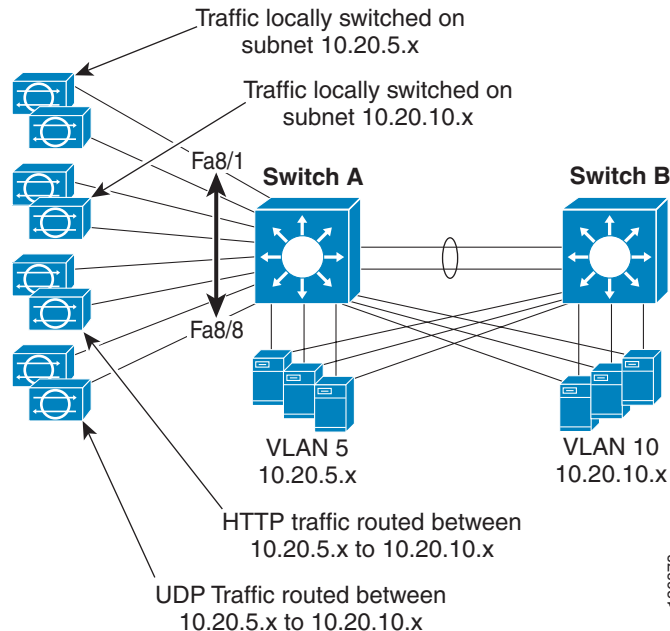 Traffic locally switched on
subnet 10.20.5.x
Traffic locally switched on
subnet 10.20.10.x
Fa8/1
Switch A
Switch B
Fa8/8
VLAN 5
10.20.5.x
VLAN 10
10.20.10.x
HTTP traffic routed between
10.20.5.x to 10.20.10.x
UDP Traffic routed between
10.20.5.x to 10.20.10.x